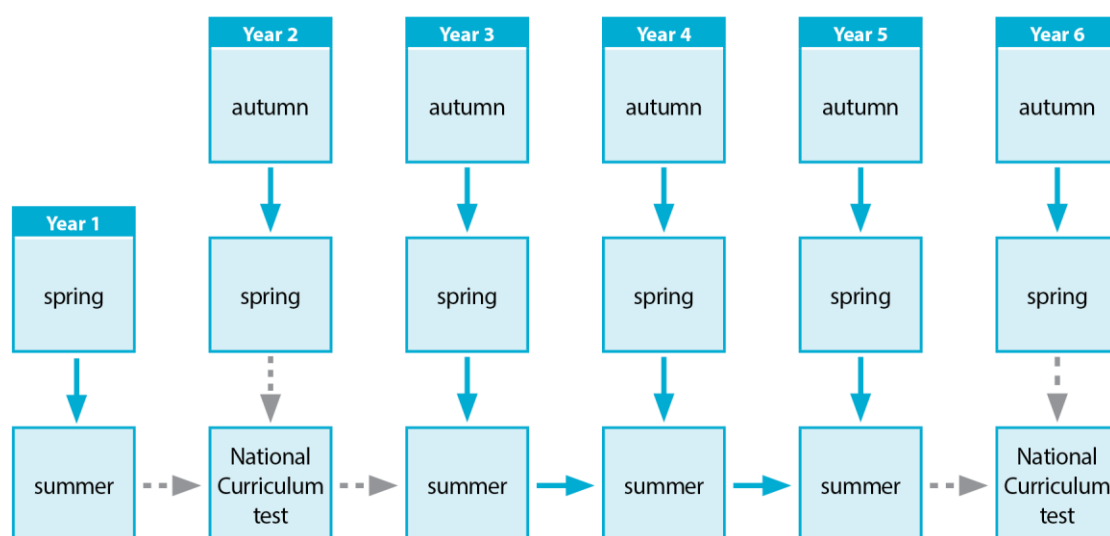 Year 2
Year 3
Year 4
Year 5
Year 6
autumn
autumn
autumn
autumn
autumn
Year 1
spring
spring
spring
spring
spring
spring
summer
National
Curriculum
test
summer
summer
summer
National
Curriculum
test